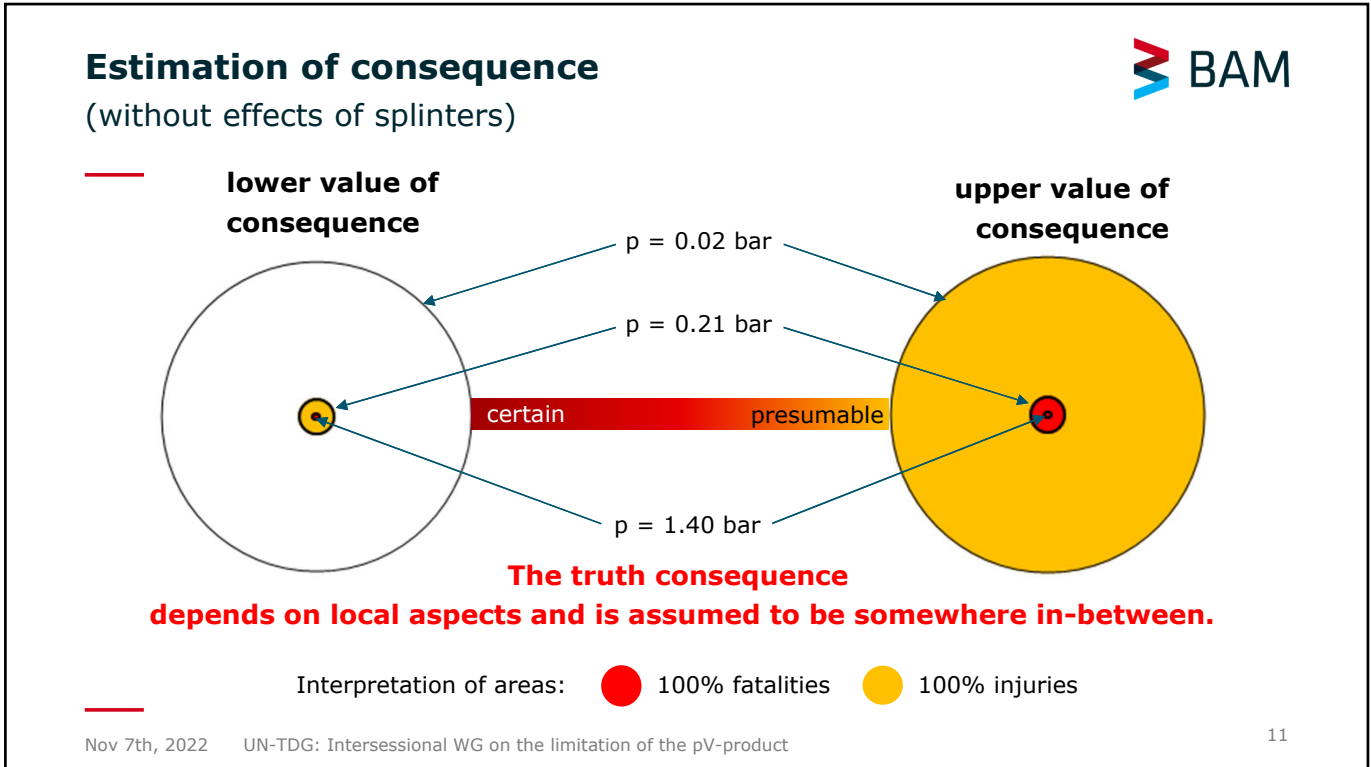 Estimation of consequence
(without effects of splinters)
BAM
lower value of
consequence
upper value of
consequence
p = 0.02 bar
p = 0.21 bar
certain
presumable
p = 1.40 bar
The truth consequence
depends on local aspects and is assumed to be somewhere in-between.
Interpretation of areas: 100% fatalities 100% injuries
Nov 7th, 2022 UN-TDG: Intersessional WG on the limitation of the pV-product
11